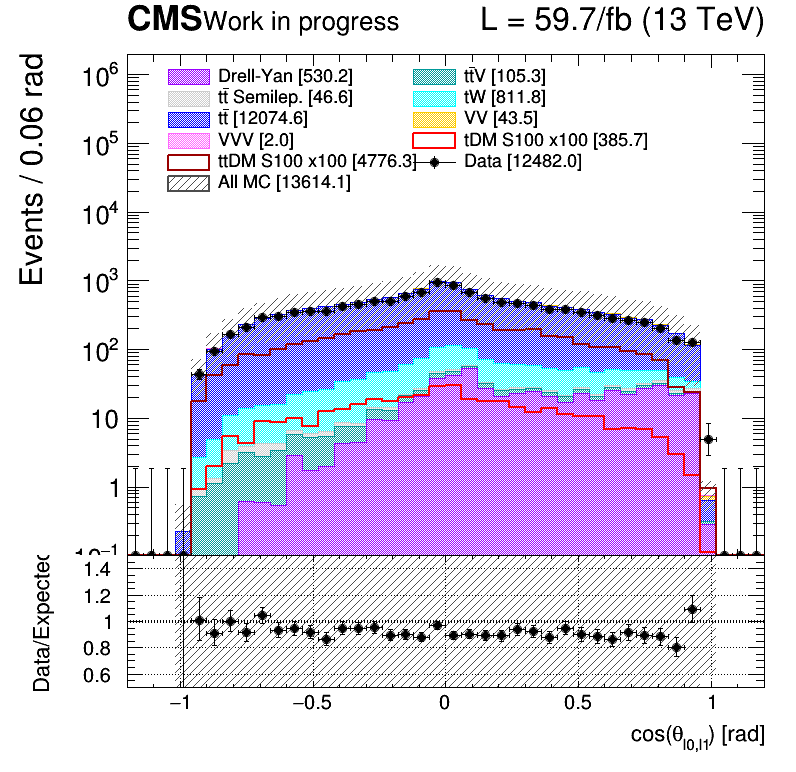 CMS Work in progress L = 59.7/fb (13 TeV)
Drell-Yan [530.2] tt̄V [105.3]
tt̄ Semilep. [46.6] tW [811.8]
tt̄ [12074.6] VV [43.5]
VVV [2.0] tDM S100 x100 [385.7]
ttDM S100 x100 [4776.3] Data [12482.0]
All MC [13614.1]
Events / 0.06 rad
10⁶
10⁵
10⁴
10³
10²
10
1
10⁻¹
Data/Expected
1.4
1.2
1
0.8
0.6
−1 −0.5 0 0.5 1
cos(θ_{l0,l1}) [rad]